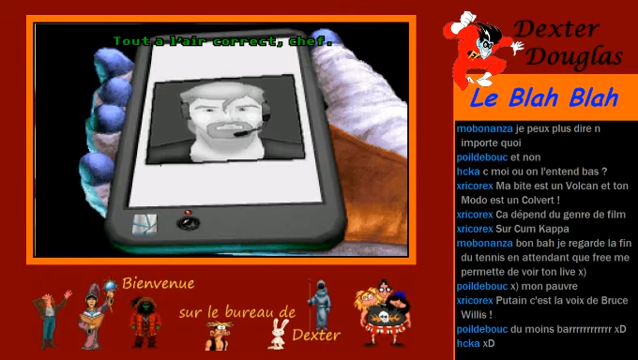 Tout a l'air correct, chef.
Dexter
Douglas
Le Blah Blah
mobonanza je peux plus dire n
importe quoi
poildebouc et non
hcka c moi ou on l'entend bas ?
xricorex Ma bite est un Volcan et ton
Modo est un Colvert !
xricorex Ca dépend du genre de film
xricorex Sur Cum Kappa
mobonanza bon bah je regarde la fin
du tennis en attendant que free me
permette de voir ton live x)
poildebouc x) mon pauvre
xricorex Putain c'est la voix de Bruce
Willis !
poildebouc du moins barrrrrrrrrrrr xD
hcka xD
Bienvenue
sur le bureau de
Dexter